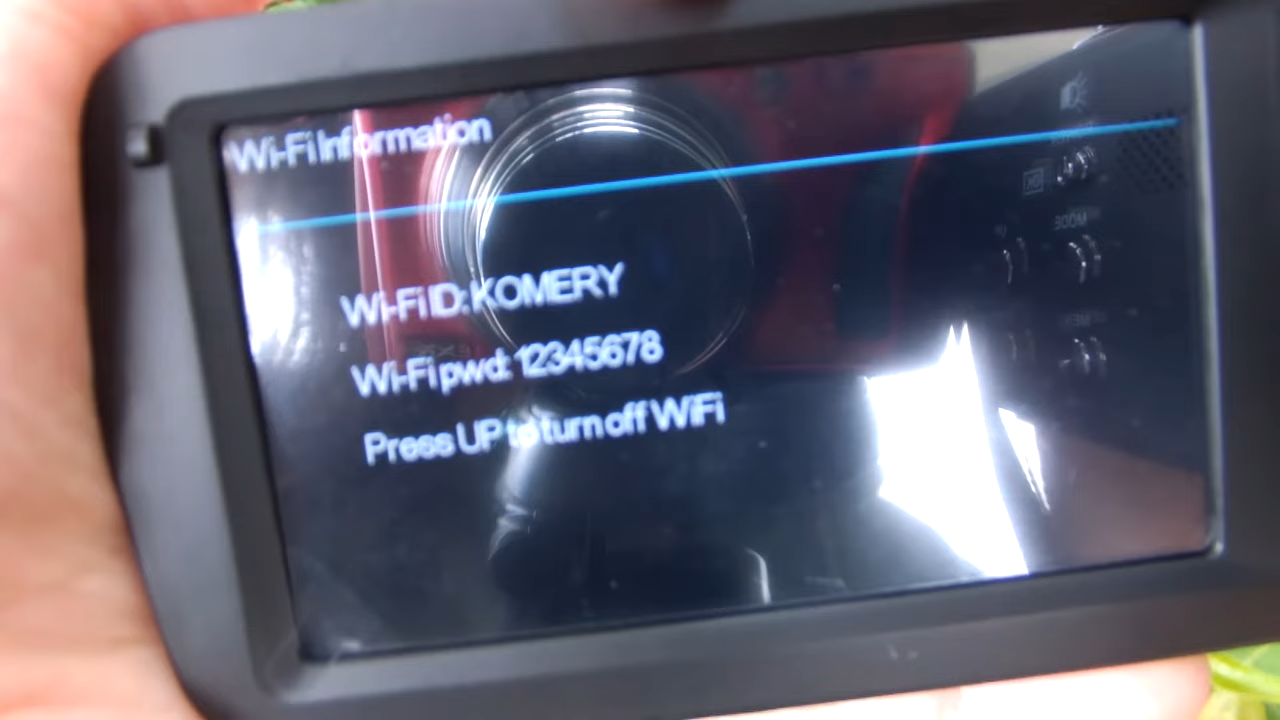 Wi-Fi Information
Wi-Fi ID: KOMERY
Wi-Fi pwd: 12345678
Press UP to turn off WiFi